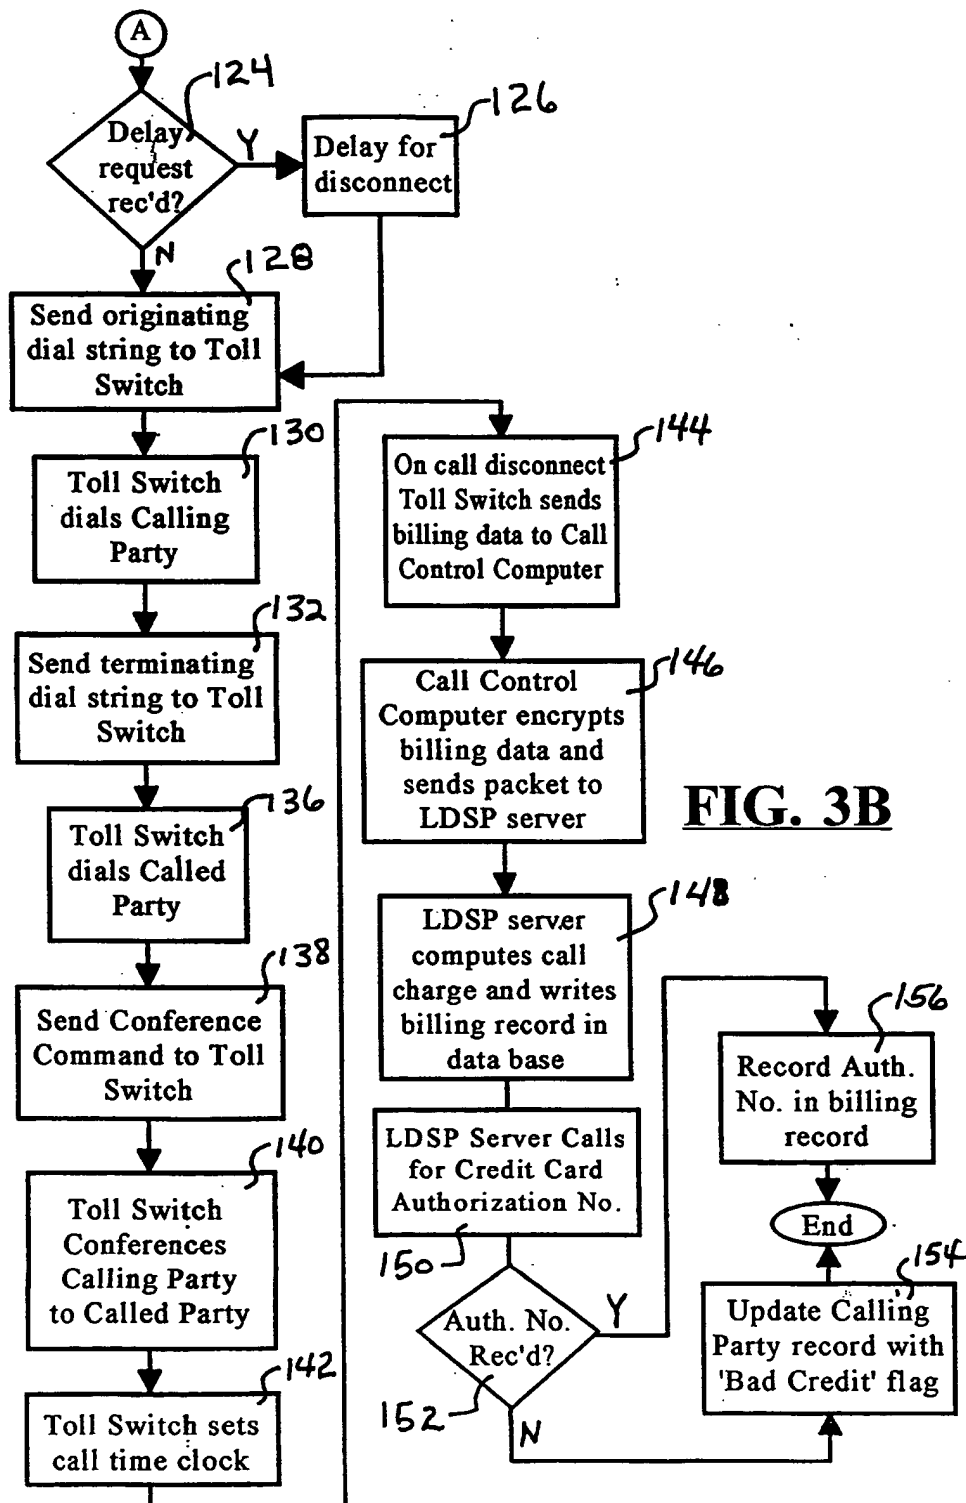 A
124
Delay
request
rec'd?
Y
N
126
Delay for
disconnect
128
Send originating
dial string to Toll
Switch
130
Toll Switch
dials Calling
Party
132
Send terminating
dial string to Toll
Switch
136
Toll Switch
dials Called
Party
138
Send Conference
Command to Toll
Switch
140
Toll Switch
Conferences
Calling Party
to Called Party
142
Toll Switch sets
call time clock
144
On call disconnect
Toll Switch sends
billing data to Call
Control Computer
146
Call Control
Computer encrypts
billing data and
sends packet to
LDSP server
FIG. 3B
148
LDSP server
computes call
charge and writes
billing record in
data base
LDSP Server Calls
for Credit Card
Authorization No.
150
Auth. No.
Rec'd?
152
Y
N
156
Record Auth.
No. in billing
record
End
154
Update Calling
Party record with
'Bad Credit' flag